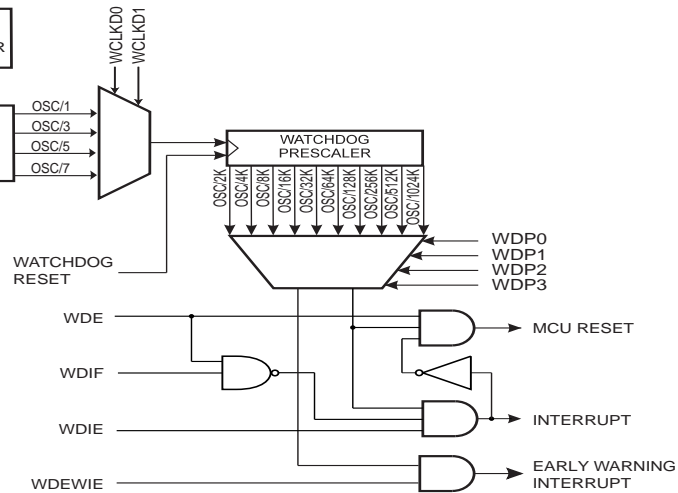 R
WCLKD0
WCLKD1
OSC/1
OSC/3
OSC/5
OSC/7
WATCHDOG
PRESCALER
OSC/2K
OSC/4K
OSC/8K
OSC/16K
OSC/32K
OSC/64K
OSC/128K
OSC/256K
OSC/512K
OSC/1024K
WATCHDOG
RESET
WDP0
WDP1
WDP2
WDP3
WDE
MCU RESET
WDIF
WDIE
INTERRUPT
WDEWIE
EARLY WARNING
INTERRUPT